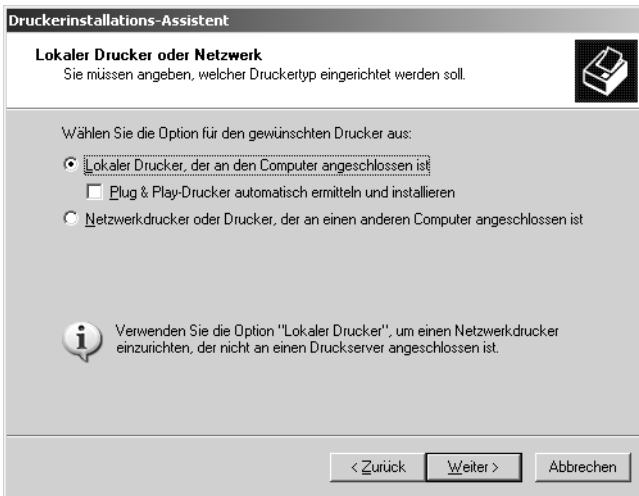 Druckerinstallations-Assistent
Lokaler Drucker oder Netzwerk
Sie müssen angeben, welcher Druckertyp eingerichtet werden soll.
Wählen Sie die Option für den gewünschten Drucker aus:
Lokaler Drucker, der an den Computer angeschlossen ist
Plug & Play-Drucker automatisch ermitteln und installieren
Netzwerkdrucker oder Drucker, der an einen anderen Computer angeschlossen ist
Verwenden Sie die Option "Lokaler Drucker", um einen Netzwerkdrucker
einzurichten, der nicht an einen Druckserver angeschlossen ist.
< Zurück Weiter > Abbrechen